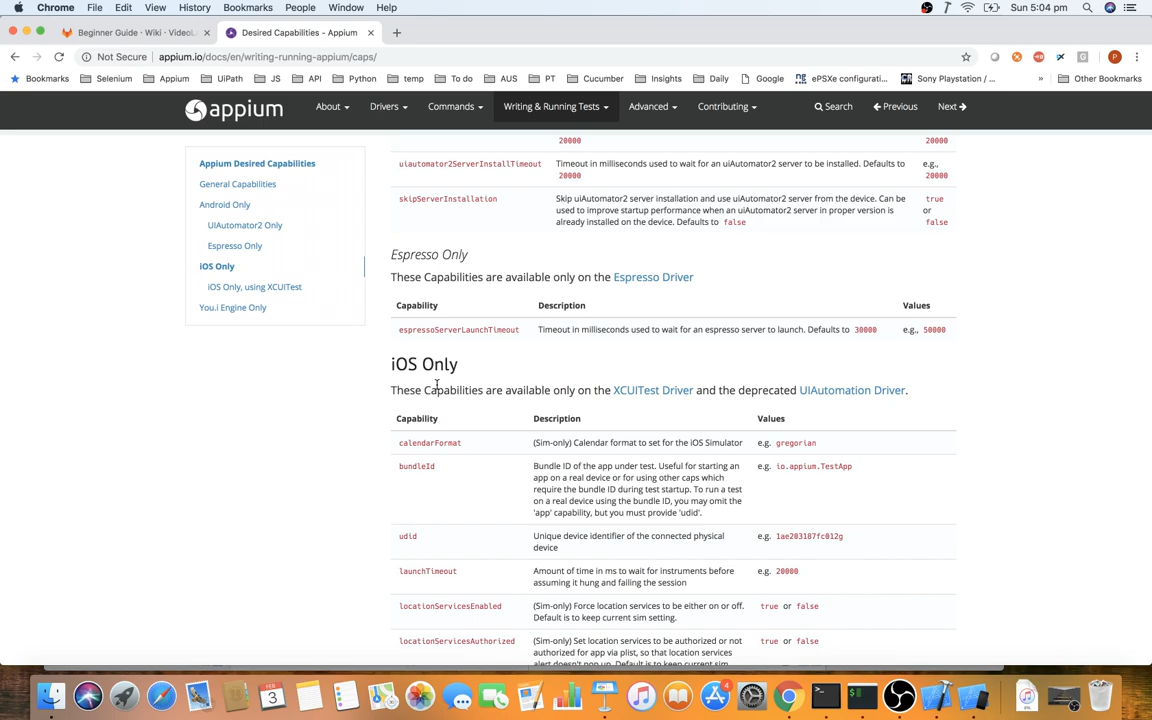 Chrome File Edit View History Bookmarks People Window Help Sun 5:04 pm
Beginner Guide · Wiki · VideoL Desired Capabilities - Appium
Not Secure appium.io/docs/en/writing-running-appium/caps/ P
Bookmarks Selenium Appium UiPath JS API Python temp To do AUS PT Cucumber Insights Daily Google ePSXe configurati... Sony Playstation / ... » Other Bookmarks
appium About Drivers Commands Writing & Running Tests Advanced Contributing Search Previous Next
Appium Desired Capabilities
General Capabilities
Android Only
UIAutomator2 Only
Espresso Only
iOS Only
iOS Only, using XCUITest
You.i Engine Only
20000 20000
uiautomator2ServerInstallTimeout Timeout in milliseconds used to wait for an uiAutomator2 server to be installed. Defaults to e.g.,
20000 20000
skipServerInstallation Skip uiAutomator2 server installation and use uiAutomator2 server from the device. Can be true
used to improve startup performance when an uiAutomator2 server in proper version is or
already installed on the device. Defaults to false false
Espresso Only
These Capabilities are available only on the Espresso Driver
Capability Description Values
espressoServerLaunchTimeout Timeout in milliseconds used to wait for an espresso server to launch. Defaults to 30000 e.g., 50000
iOS Only
These Capabilities are available only on the XCUITest Driver and the deprecated UIAutomation Driver.
Capability Description Values
calendarFormat (Sim-only) Calendar format to set for the iOS Simulator e.g. gregorian
bundleId Bundle ID of the app under test. Useful for starting an e.g. io.appium.TestApp
app on a real device or for using other caps which
require the bundle ID during test startup. To run a test
on a real device using the bundle ID, you may omit the
'app' capability, but you must provide 'udid'.
udid Unique device identifier of the connected physical e.g. 1ae203187fc012g
device
launchTimeout Amount of time in ms to wait for instruments before e.g. 20000
assuming it hung and failing the session
locationServicesEnabled (Sim-only) Force location services to be either on or off. true or false
Default is to keep current sim setting.
locationServicesAuthorized (Sim-only) Set location services to be authorized or not true or false
authorized for app via plist, so that location services
alert doesn't pop up. Default is to keep current sim
FEB
3
4